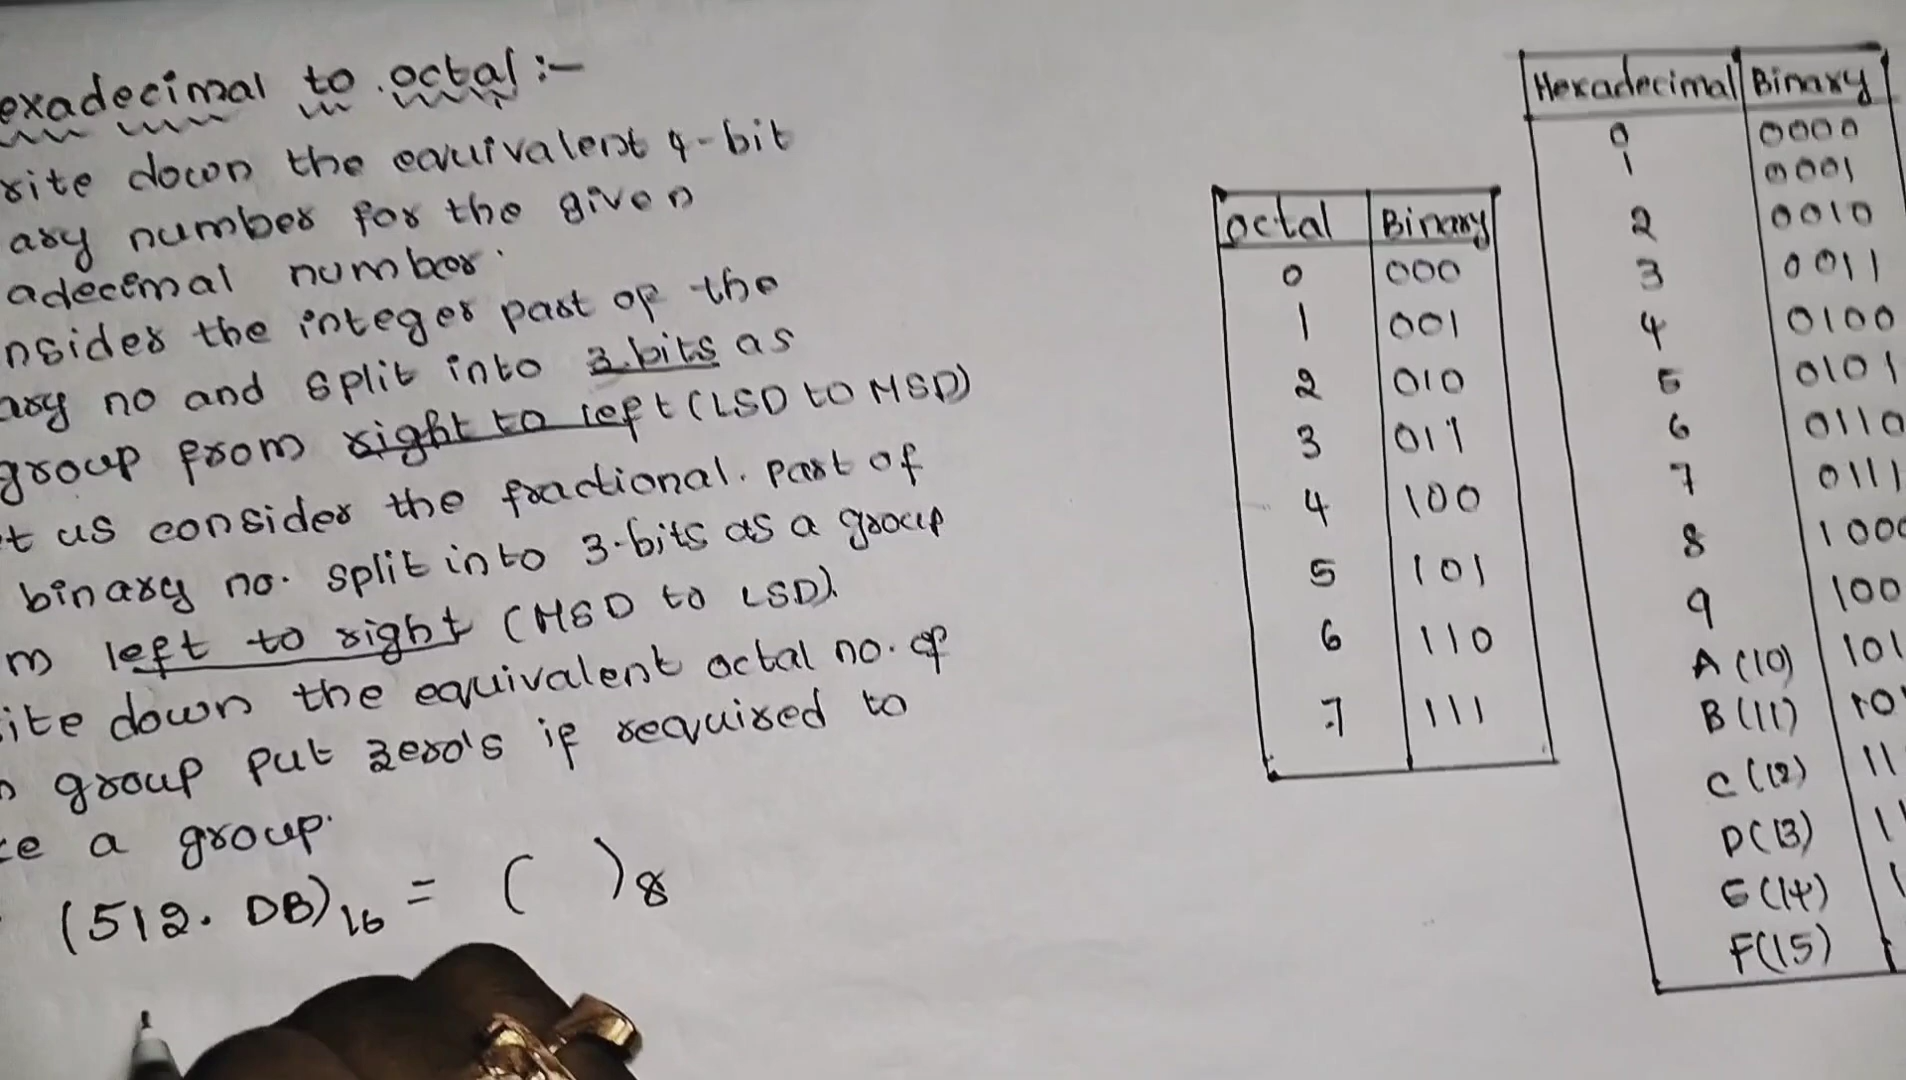 exadecimal to octal :-
rite down the equivalent 4-bit
ary number for the given
adecimal number.
nsider the integer part of the
ary no and split into 3.bits as
group from right to left (LSD to MSD)
t us consider the fractional. part of
binary no. split into 3-bits as a group
m left to right (MSD to LSD).
ite down the equivalent octal no. of
group put zero's if required to
ke a group.
(512. DB)16 = ( )8
octal Binary
0 000
1 001
2 010
3 011
4 100
5 101
6 110
7 111
Hexadecimal Binary
0 0000
1 0001
2 0010
3 0011
4 0100
5 0101
6 0110
7 0111
8 100
9 100
A (10) 101
B (11) 10
C (12) 11
D (13) 1
E (14) 1
F (15)